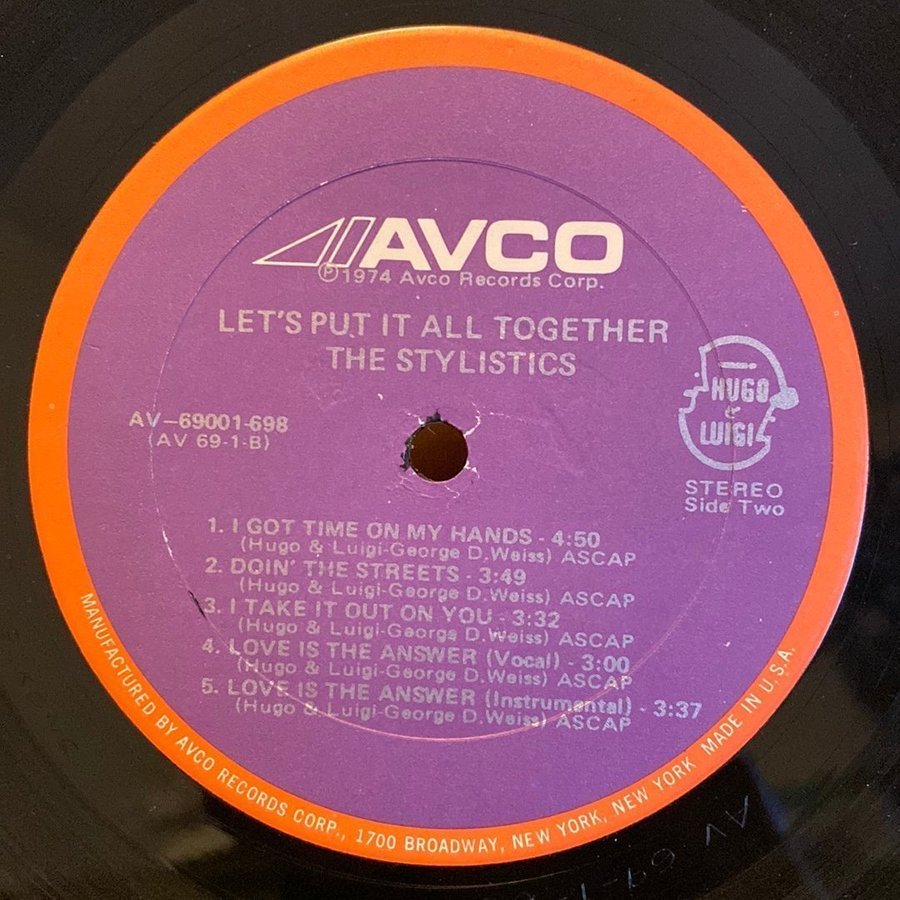 AVCO
℗1974 Avco Records Corp.
LET'S PUT IT ALL TOGETHER
THE STYLISTICS
AV–69001-698
(AV 69-1-B)
HUGO
&
LUIGI
STEREO
Side Two
1. I GOT TIME ON MY HANDS - 4:50
(Hugo & Luigi-George D.Weiss) ASCAP
2. DOIN' THE STREETS - 3:49
(Hugo & Luigi-George D.Weiss) ASCAP
3. I TAKE IT OUT ON YOU - 3:32
(Hugo & Luigi-George D.Weiss) ASCAP
4. LOVE IS THE ANSWER (Vocal) - 3:00
(Hugo & Luigi-George D.Weiss) ASCAP
5. LOVE IS THE ANSWER (Instrumental) - 3:37
(Hugo & Luigi-George D.Weiss) ASCAP
MANUFACTURED BY AVCO RECORDS CORP., 1700 BROADWAY, NEW YORK, NEW YORK MADE IN U.S.A.